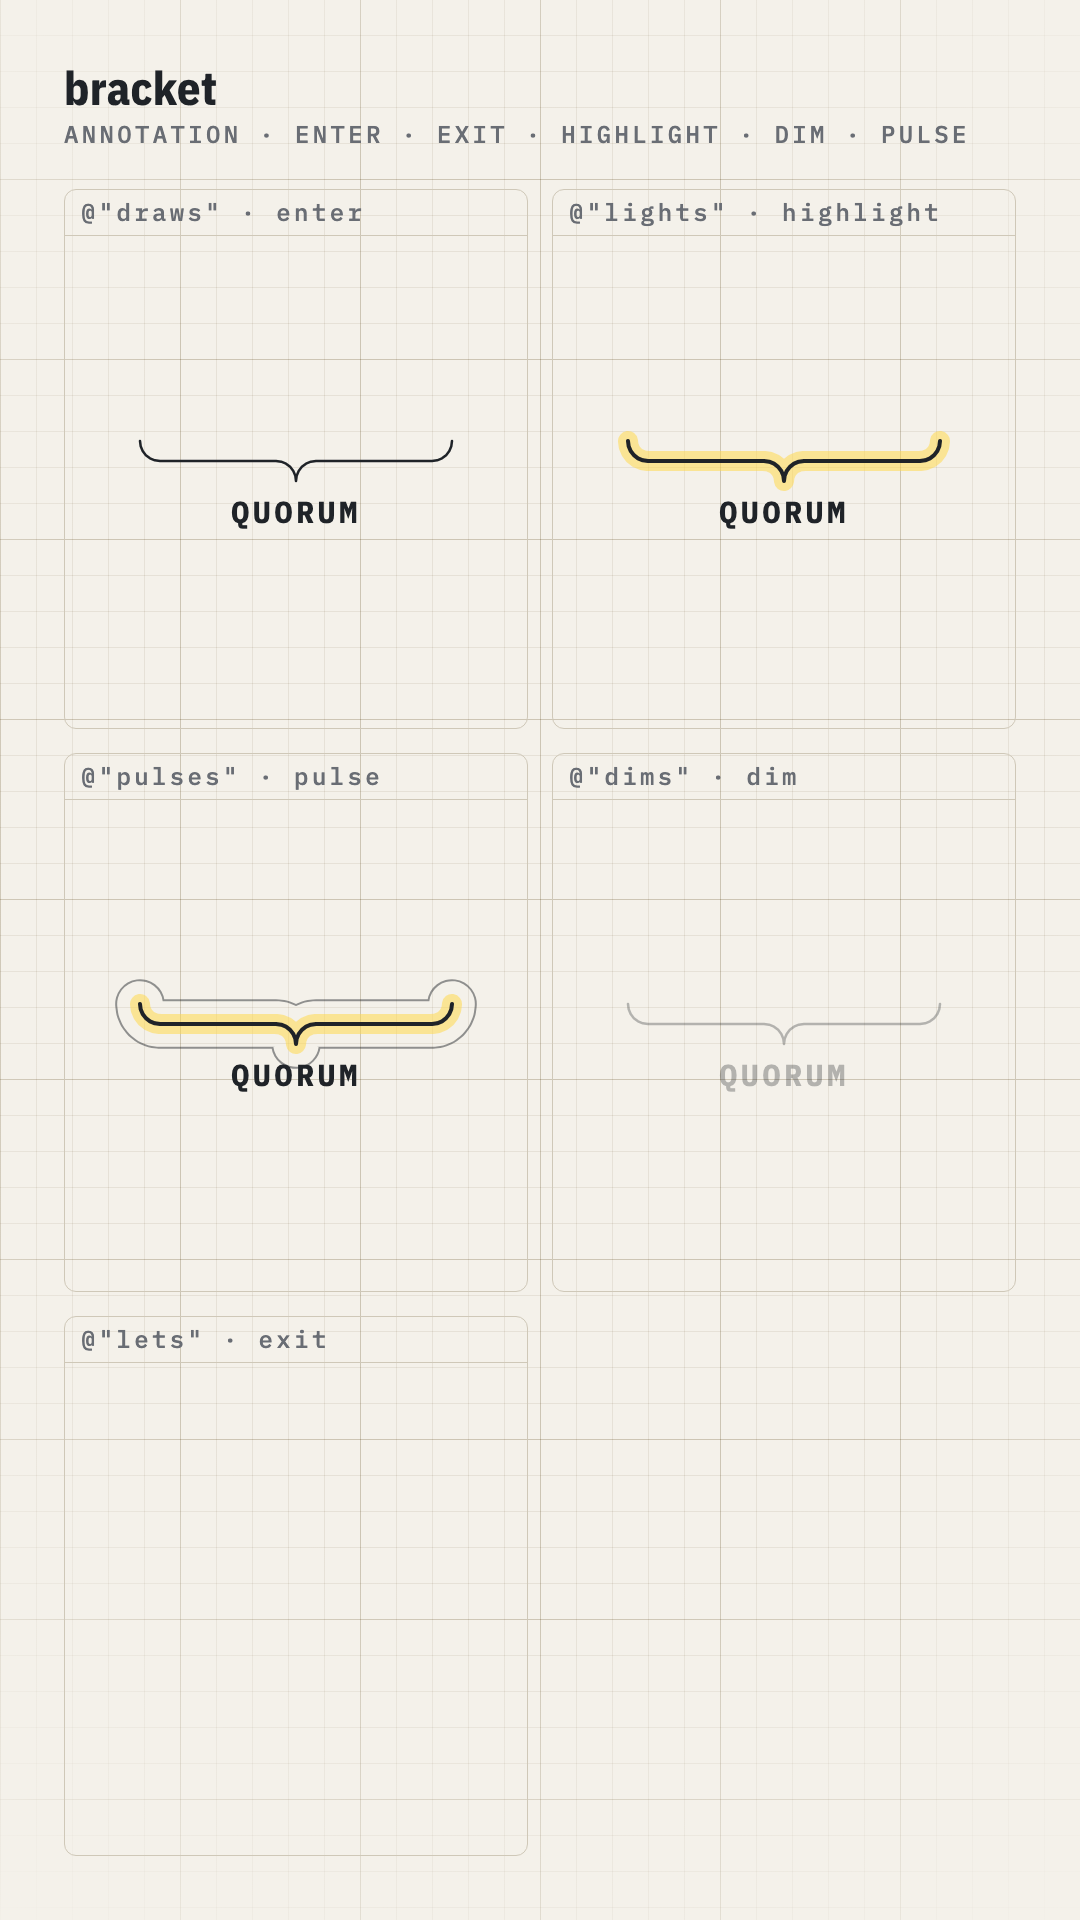 bracket
ANNOTATION · ENTER · EXIT · HIGHLIGHT · DIM · PULSE
@"draws" · enter
QUORUM
@"lights" · highlight
QUORUM
@"pulses" · pulse
QUORUM
@"dims" · dim
QUORUM
@"lets" · exit